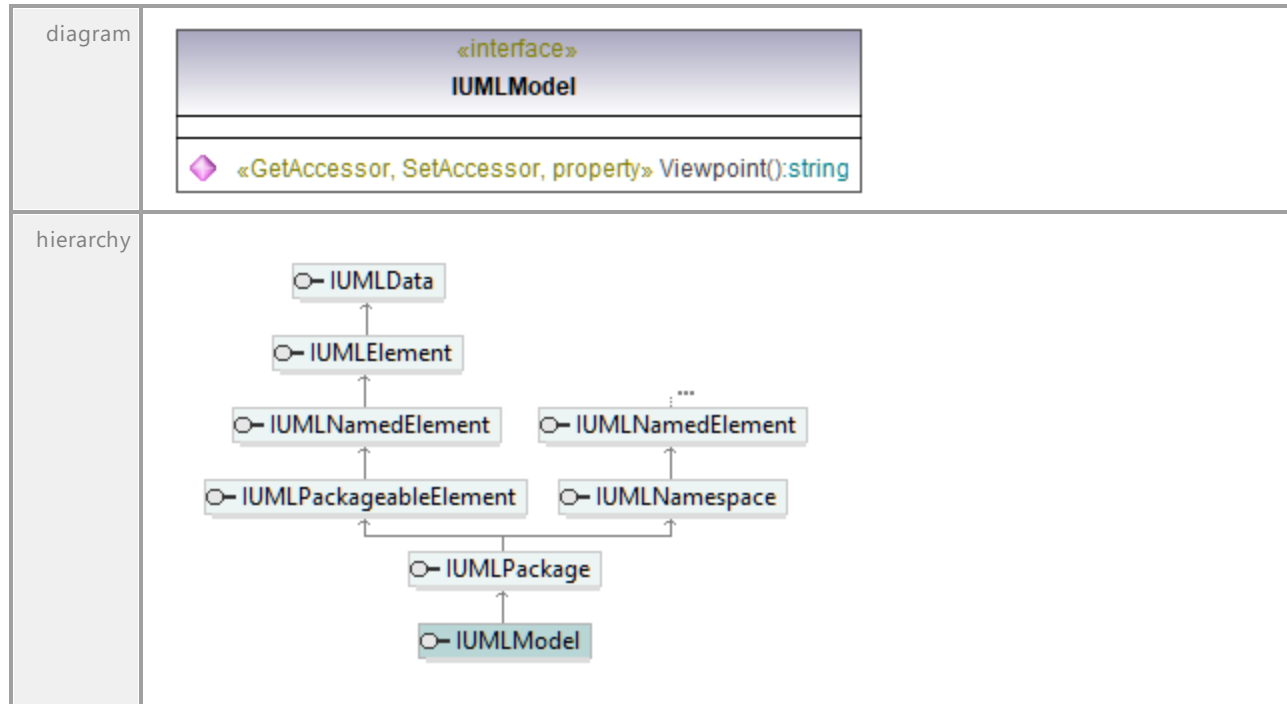 diagram
«interface»
IUMLModel
«GetAccessor, SetAccessor, property» Viewpoint():string
hierarchy
IUMLData
IUMLElement
...
IUMLNamedElement IUMLNamedElement
IUMLPackageableElement IUMLNamespace
IUMLPackage
IUMLModel